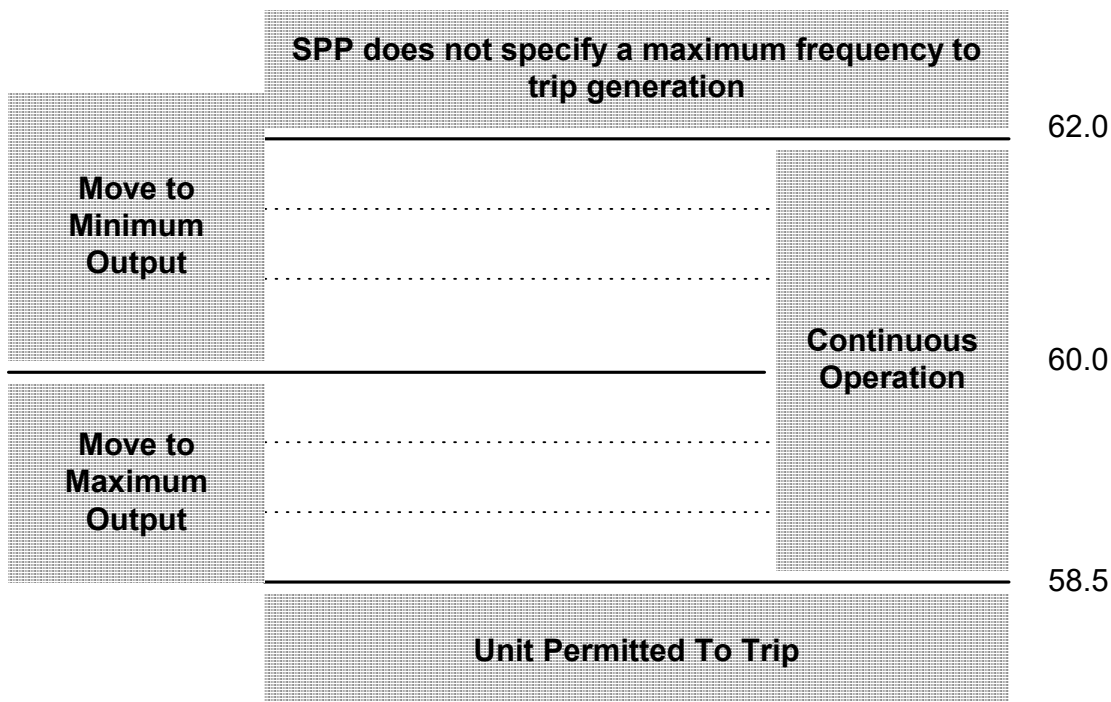 SPP does not specify a maximum frequency to
trip generation
62.0
Move to
Minimum
Output
Continuous
Operation
60.0
Move to
Maximum
Output
58.5
Unit Permitted To Trip